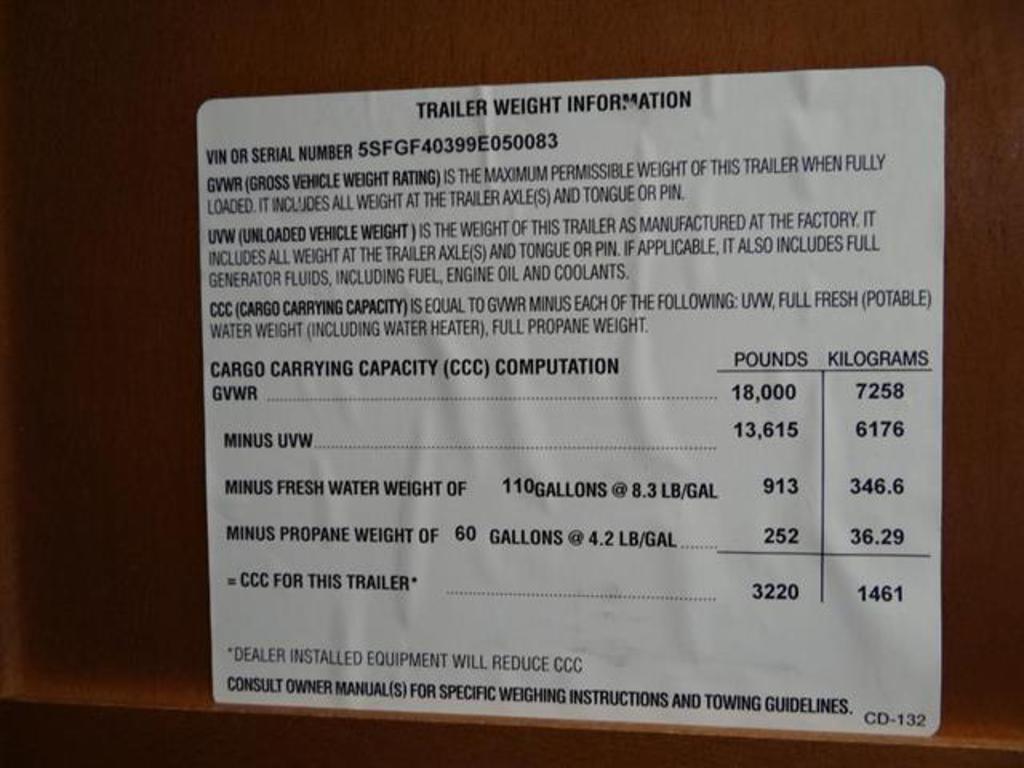 TRAILER WEIGHT INFORMATION
VIN OR SERIAL NUMBER 5SFGF40399E050083
GVWR (GROSS VEHICLE WEIGHT RATING) IS THE MAXIMUM PERMISSIBLE WEIGHT OF THIS TRAILER WHEN FULLY
LOADED. IT INCLUDES ALL WEIGHT AT THE TRAILER AXLE(S) AND TONGUE OR PIN.
UVW (UNLOADED VEHICLE WEIGHT ) IS THE WEIGHT OF THIS TRAILER AS MANUFACTURED AT THE FACTORY. IT
INCLUDES ALL WEIGHT AT THE TRAILER AXLE(S) AND TONGUE OR PIN. IF APPLICABLE, IT ALSO INCLUDES FULL
GENERATOR FLUIDS, INCLUDING FUEL, ENGINE OIL AND COOLANTS.
CCC (CARGO CARRYING CAPACITY) IS EQUAL TO GVWR MINUS EACH OF THE FOLLOWING: UVW, FULL FRESH (POTABLE)
WATER WEIGHT (INCLUDING WATER HEATER), FULL PROPANE WEIGHT.
CARGO CARRYING CAPACITY (CCC) COMPUTATION POUNDS KILOGRAMS
GVWR 18,000 7258
MINUS UVW 13,615 6176
MINUS FRESH WATER WEIGHT OF 110 GALLONS @ 8.3 LB/GAL 913 346.6
MINUS PROPANE WEIGHT OF 60 GALLONS @ 4.2 LB/GAL 252 36.29
= CCC FOR THIS TRAILER* 3220 1461
*DEALER INSTALLED EQUIPMENT WILL REDUCE CCC
CONSULT OWNER MANUAL(S) FOR SPECIFIC WEIGHING INSTRUCTIONS AND TOWING GUIDELINES.
CD-132